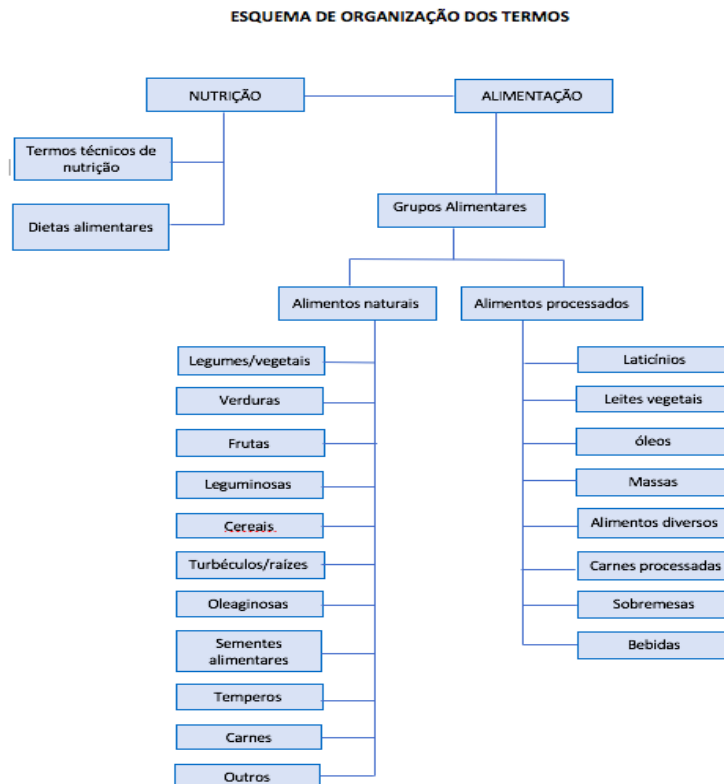 ESQUEMA DE ORGANIZAÇÃO DOS TERMOS
NUTRIÇÃO
ALIMENTAÇÃO
Termos técnicos de
nutrição
Dietas alimentares
Grupos Alimentares
Alimentos naturais
Alimentos processados
Legumes/vegetais
Verduras
Frutas
Leguminosas
Cereais
Turbéculos/raízes
Oleaginosas
Sementes
alimentares
Temperos
Carnes
Outros
Laticínios
Leites vegetais
óleos
Massas
Alimentos diversos
Carnes processadas
Sobremesas
Bebidas